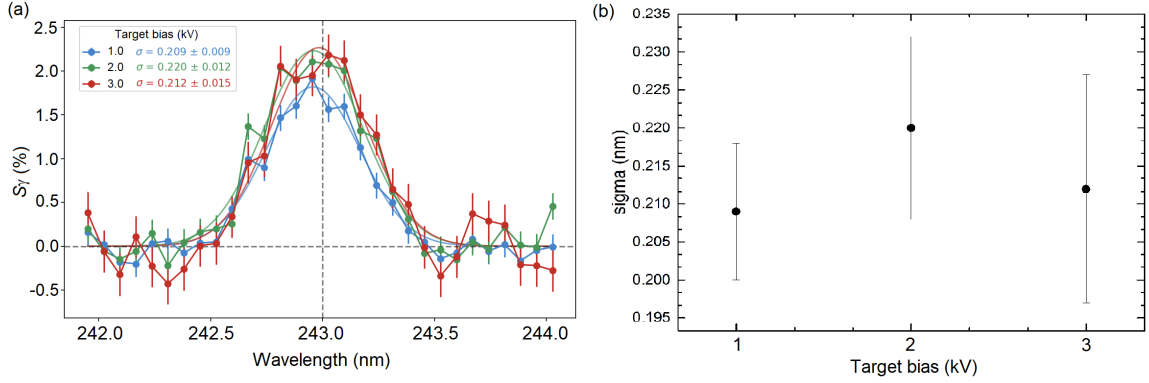 (a)
Target bias (kV)
1.0 σ = 0.209 ± 0.009
2.0 σ = 0.220 ± 0.012
3.0 σ = 0.212 ± 0.015
2.5
2.0
1.5
1.0
0.5
0.0
-0.5
Sγ (%)
242.0 242.5 243.0 243.5 244.0
Wavelength (nm)
(b)
0.235
0.230
0.225
0.220
0.215
0.210
0.205
0.200
0.195
sigma (nm)
1 2 3
Target bias (kV)